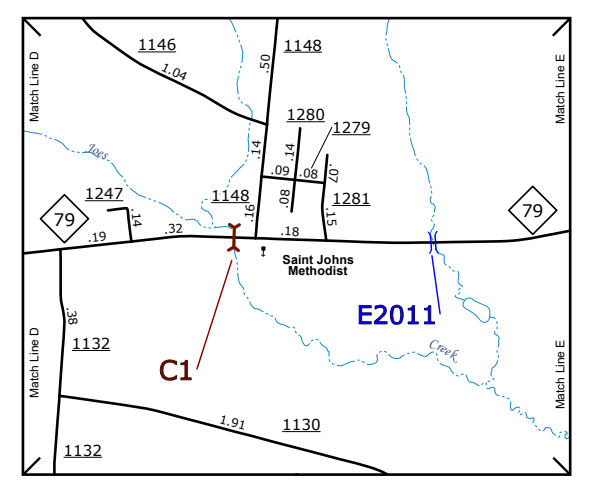 Match Line D
Match Line E
1146
1148
1.04
.50
1280
1279
.14
.14
.07
.09
.08
Joes
1247
1148
.08
1281
79
.14
.16
.15
79
.19
.32
.18
Saint Johns
Methodist
.38
E2011
1132
Creek
C1
Match Line D
Match Line E
1.91
1130
1132